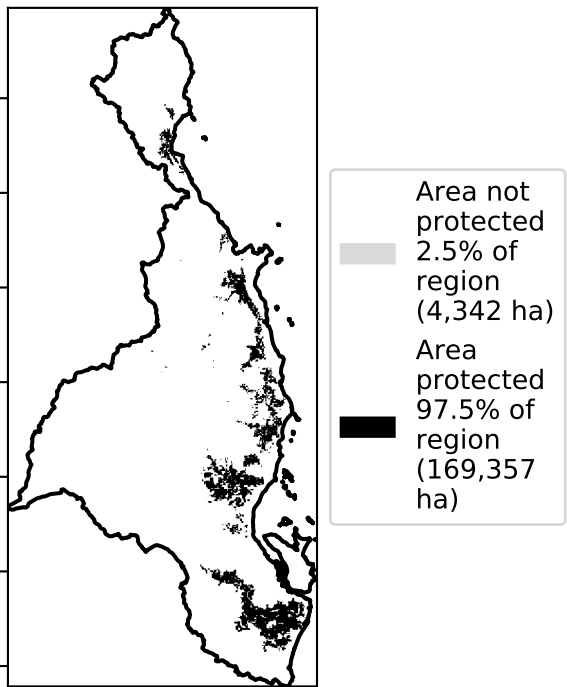 Area not
protected
2.5% of
region
(4,342 ha)
Area
protected
97.5% of
region
(169,357
ha)